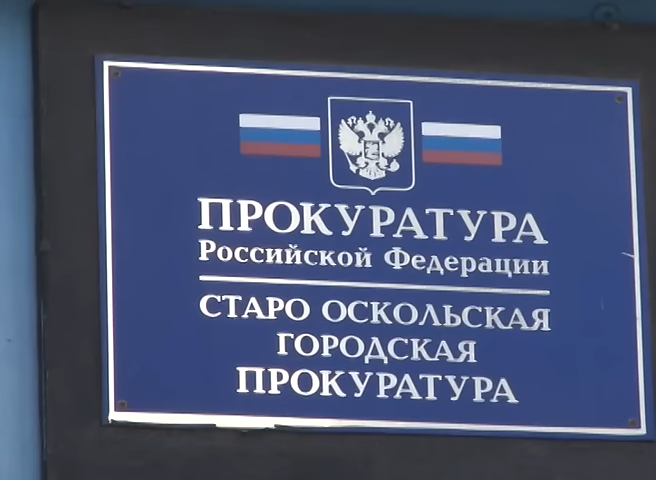 ПРОКУРАТУРА
Российской Федерации
СТАРО ОСКОЛЬСКАЯ
ГОРОДСКАЯ
ПРОКУРАТУРА